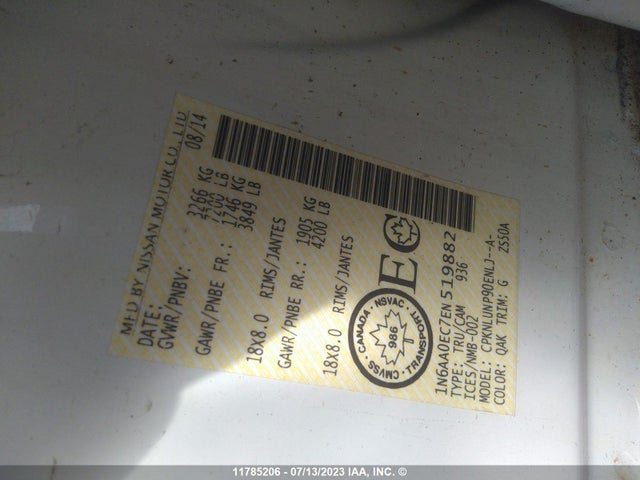 MFD BY NISSAN MOTOR CO., LTD
DATE: 08/14
GVWR/PNBV: 3266 KG
7200 LB
GAWR/PNBE FR: 1746 KG
3849 LB
18X8.0 RIMS/JANTES
GAWR/PNBE RR: 1905 KG
4200 LB
18X8.0 RIMS/JANTES
CANADA · NSVAC · TRANSPORT · CMVSS
986
EC
1N6AA0EC7EN519882
TYPE: TRU/CAM 936
ICES/NMB-002
MODEL: CPKNLUNP90ENLJ-A-
COLOR: QAK TRIM: G ZS50A
11785206 - 07/13/2023 IAA, INC. ©